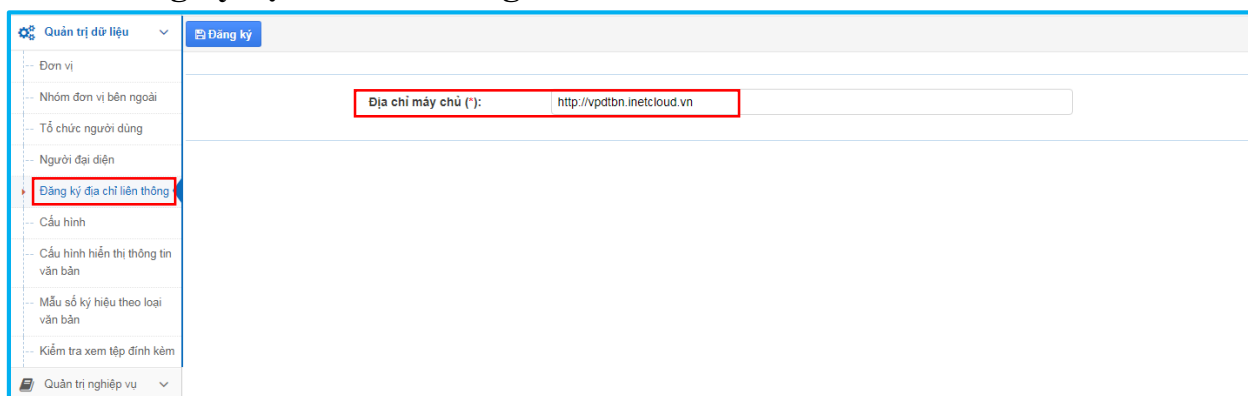 Quản trị dữ liệu
Đăng ký
Đơn vị
Nhóm đơn vị bên ngoài
Địa chỉ máy chủ (*):
http://vpdtbn.inetcloud.vn
Tổ chức người dùng
Người đại diện
Đăng ký địa chỉ liên thông
Cấu hình
Cấu hình hiển thị thông tin
văn bản
Mẫu số ký hiệu theo loại
văn bản
Kiểm tra xem tệp đính kèm
Quản trị nghiệp vụ